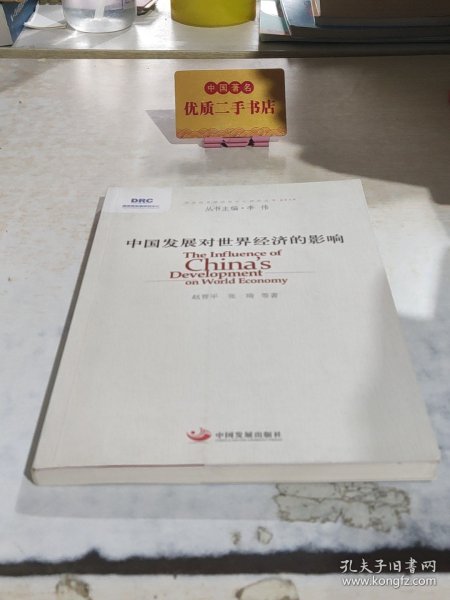 中国著名
优质二手书店
DRC
丛书主编·李伟
中国发展对世界经济的影响
The Influence of
China's
Development
on World Economy
赵晋平 张琦 等著
中国发展出版社
孔夫子旧书网
www.kongfz.com